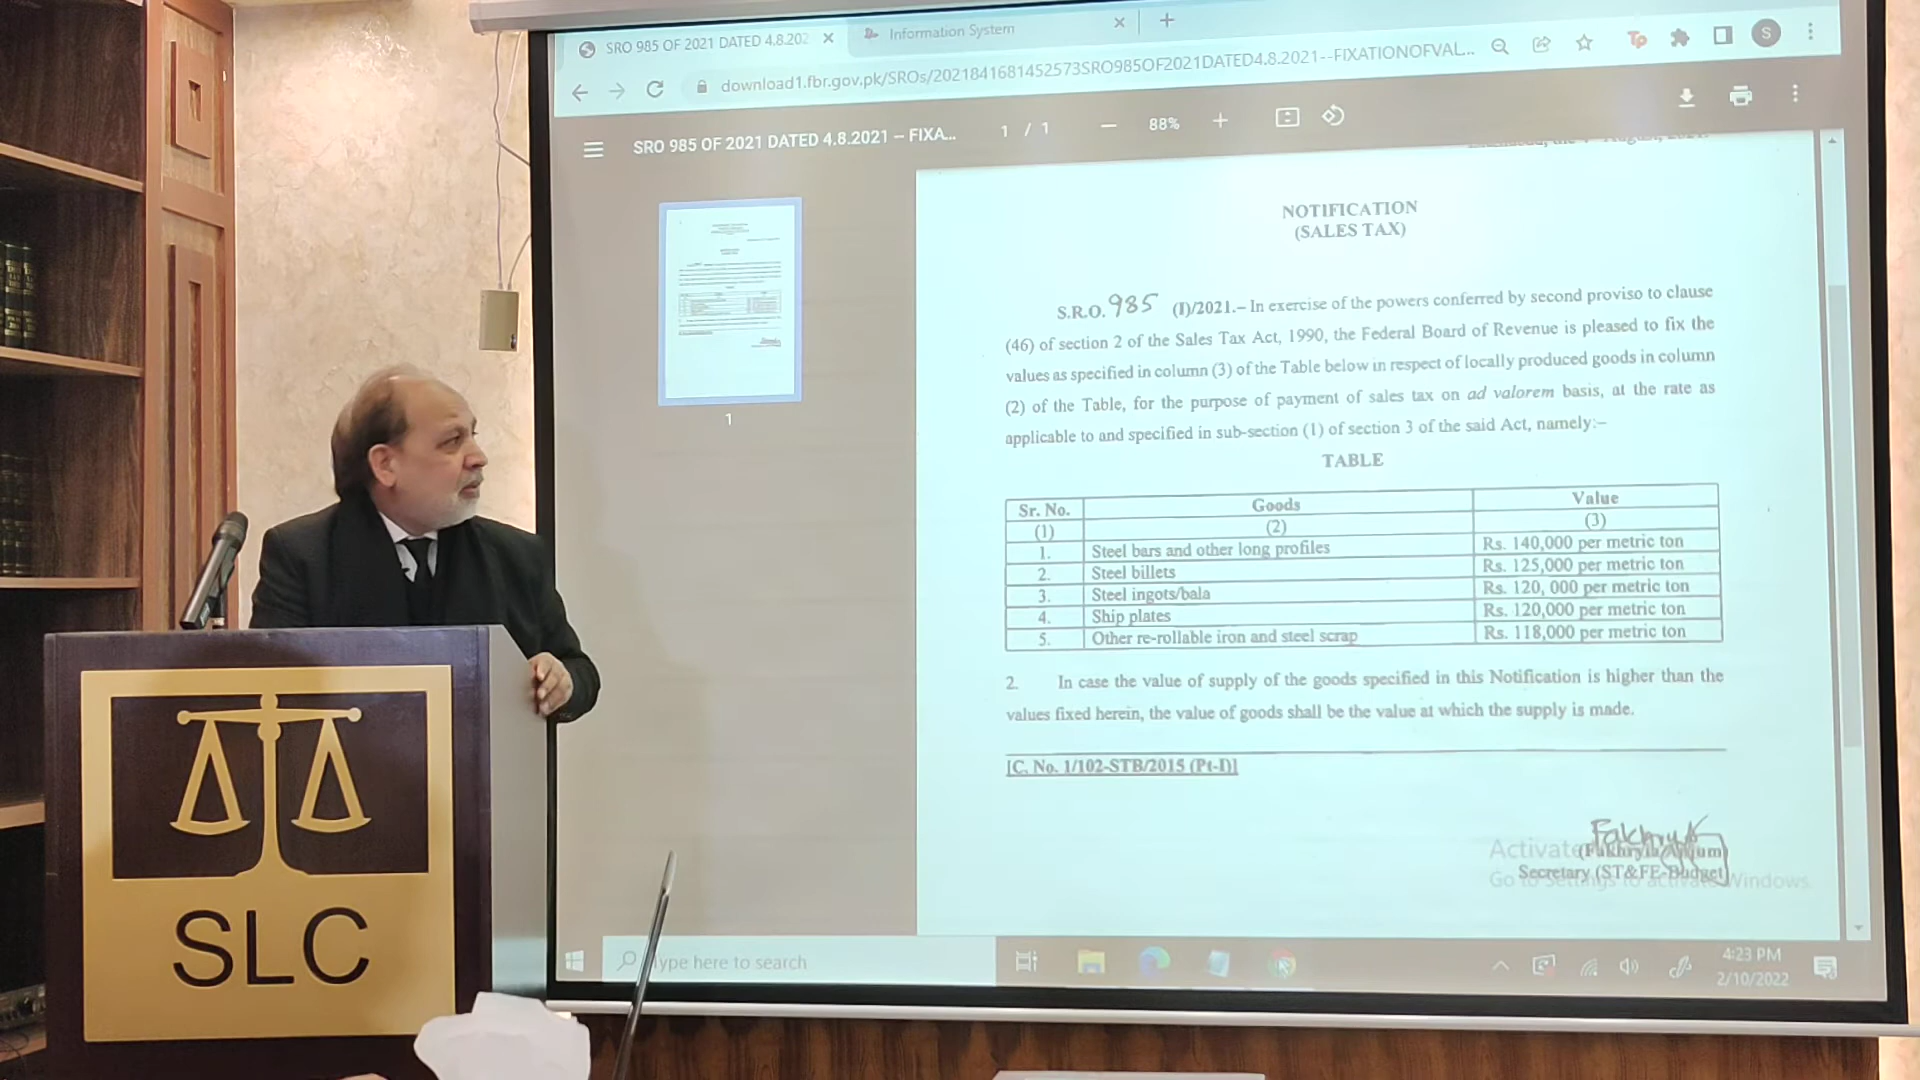 SRO 985 OF 2021 DATED 4.8.202
Information System
download1.fbr.gov.pk/SROs/2021841681452573SRO985OF2021DATED4.8.2021--FIXATIONOFVAL...
S
SRO 985 OF 2021 DATED 4.8.2021 – FIXA...
1 / 1
88%
1
NOTIFICATION
(SALES TAX)
S.R.O. 985 (I)/2021.– In exercise of the powers conferred by second proviso to clause
(46) of section 2 of the Sales Tax Act, 1990, the Federal Board of Revenue is pleased to fix the
values as specified in column (3) of the Table below in respect of locally produced goods in column
(2) of the Table, for the purpose of payment of sales tax on ad valorem basis, at the rate as
applicable to and specified in sub-section (1) of section 3 of the said Act, namely:–
TABLE
Sr. No. Goods Value
(1) (2) (3)
1. Steel bars and other long profiles Rs. 140,000 per metric ton
2. Steel billets Rs. 125,000 per metric ton
3. Steel ingots/bala Rs. 120, 000 per metric ton
4. Ship plates Rs. 120,000 per metric ton
5. Other re-rollable iron and steel scrap Rs. 118,000 per metric ton
2. In case the value of supply of the goods specified in this Notification is higher than the
values fixed herein, the value of goods shall be the value at which the supply is made.
[C. No. 1/102-STB/2015 (Pt-I)]
Activate
Secretary (ST&FE-Budget)
Go to Settings to activate Windows
Type here to search
4:23 PM
2/10/2022
SLC